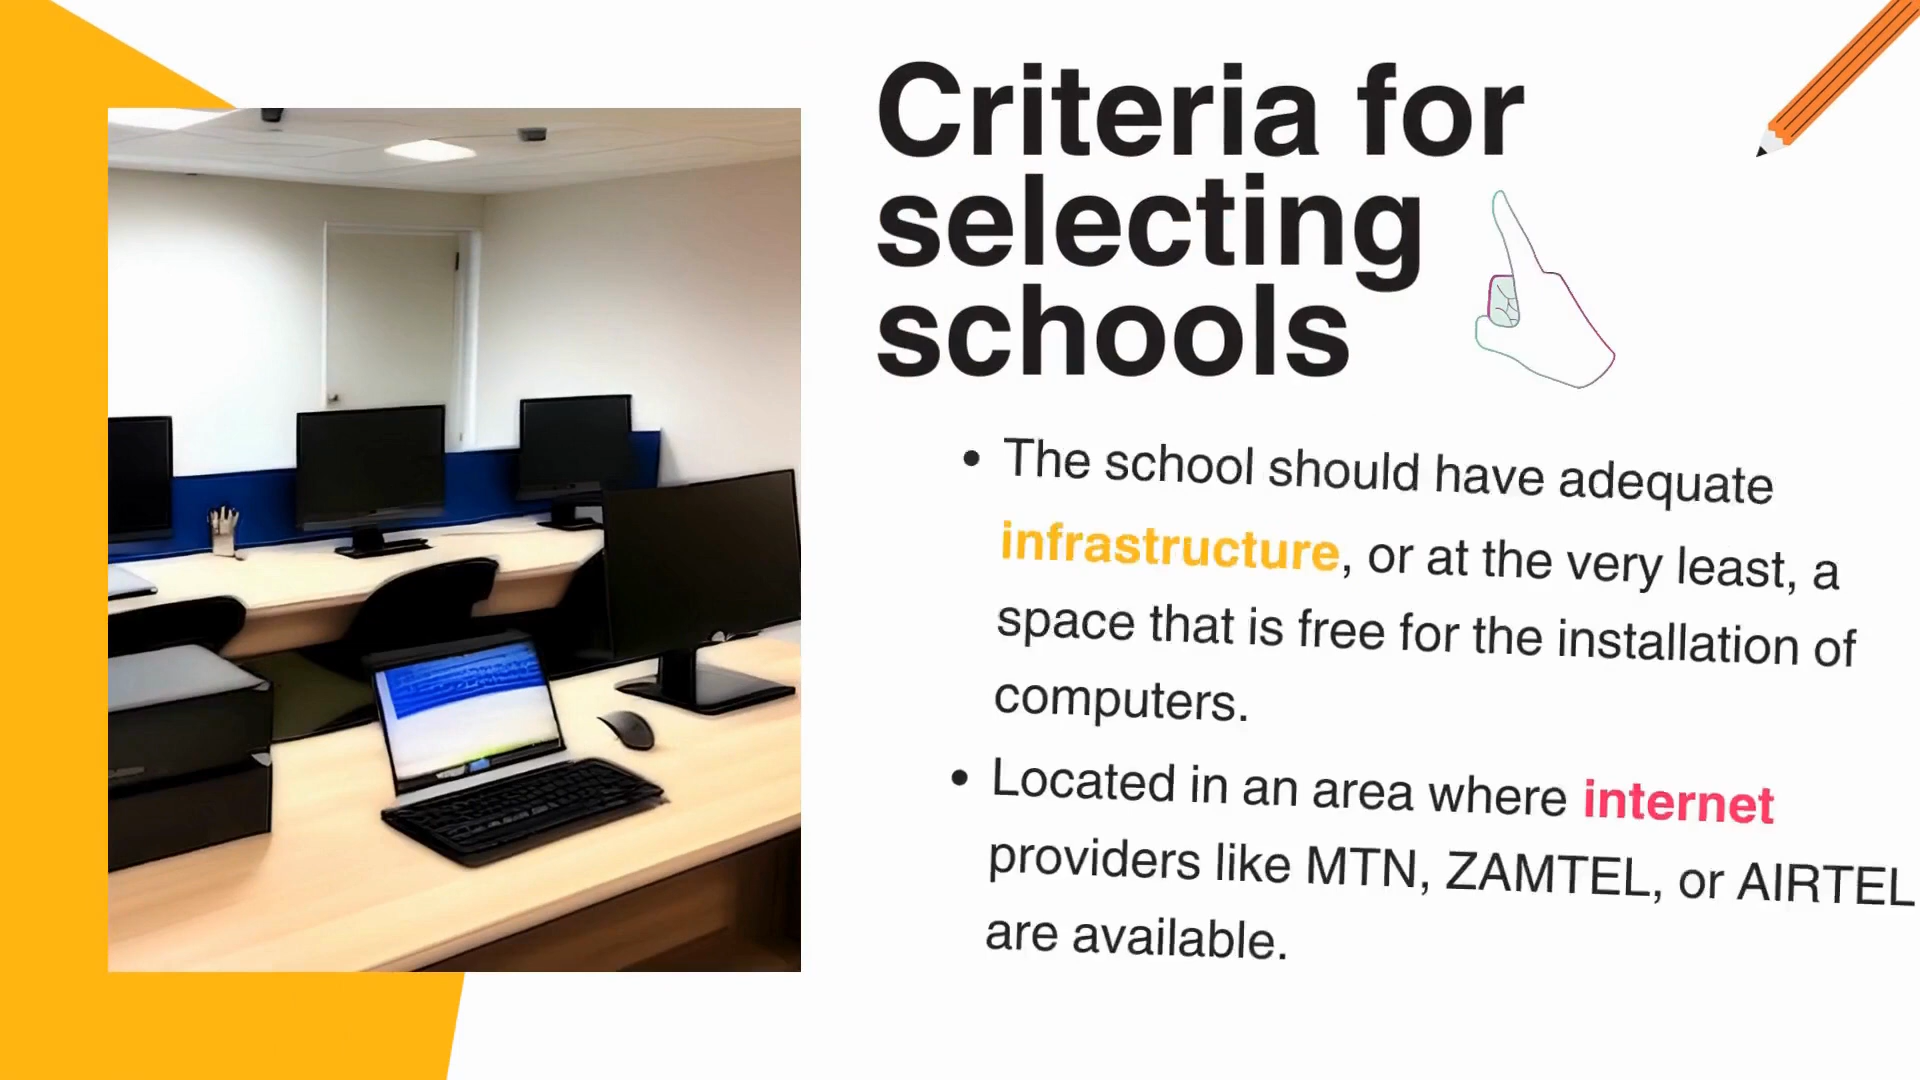 Criteria for
selecting
schools
• The school should have adequate
infrastructure, or at the very least, a
space that is free for the installation of
computers.
• Located in an area where internet
providers like MTN, ZAMTEL, or AIRTEL
are available.